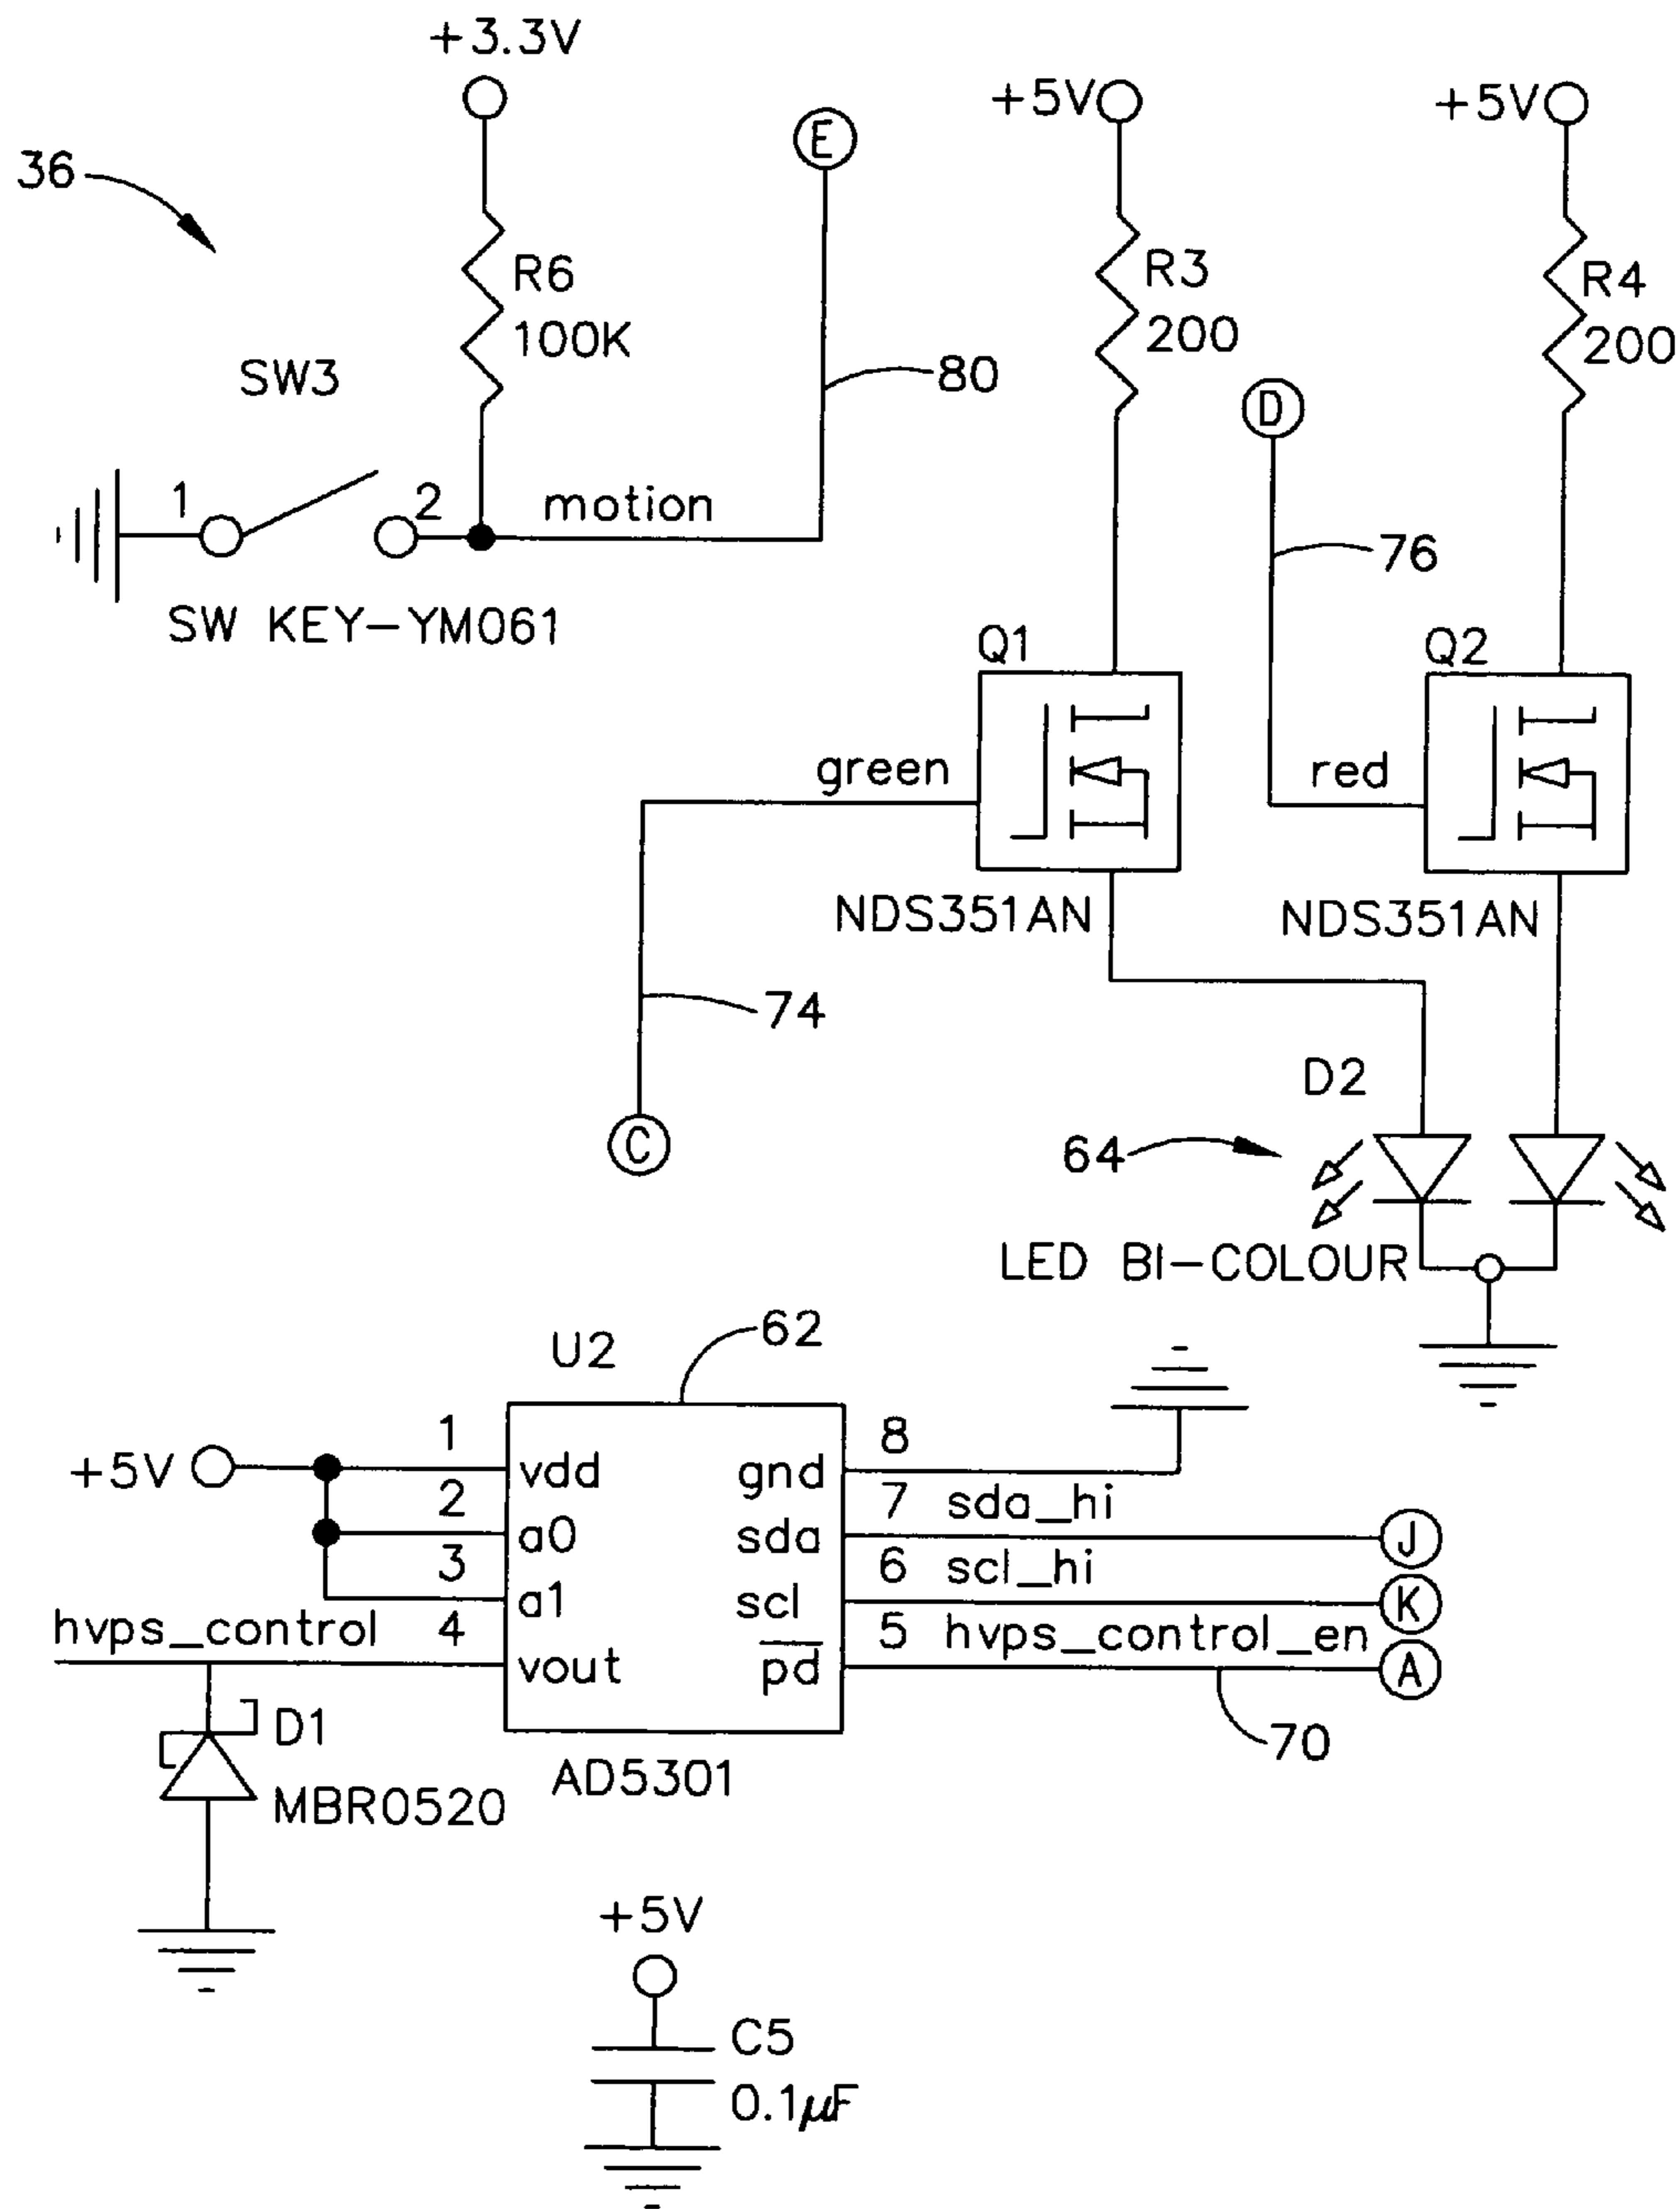 +3.3V
+5V
+5V
E
36
R6
100K
R3
200
R4
200
SW3
80
D
1
2
motion
76
SW KEY-YM061
Q1
Q2
green
red
NDS351AN
NDS351AN
74
D2
C
64
LED BI-COLOUR
U2
62
+5V
1
vdd
gnd
8
2
a0
sda
7
sda_hi
J
3
a1
scl
6
scl_hi
K
hvps_control
4
vout
pd
5
hvps_control_en
A
D1
MBR0520
AD5301
70
+5V
C5
0.1µF